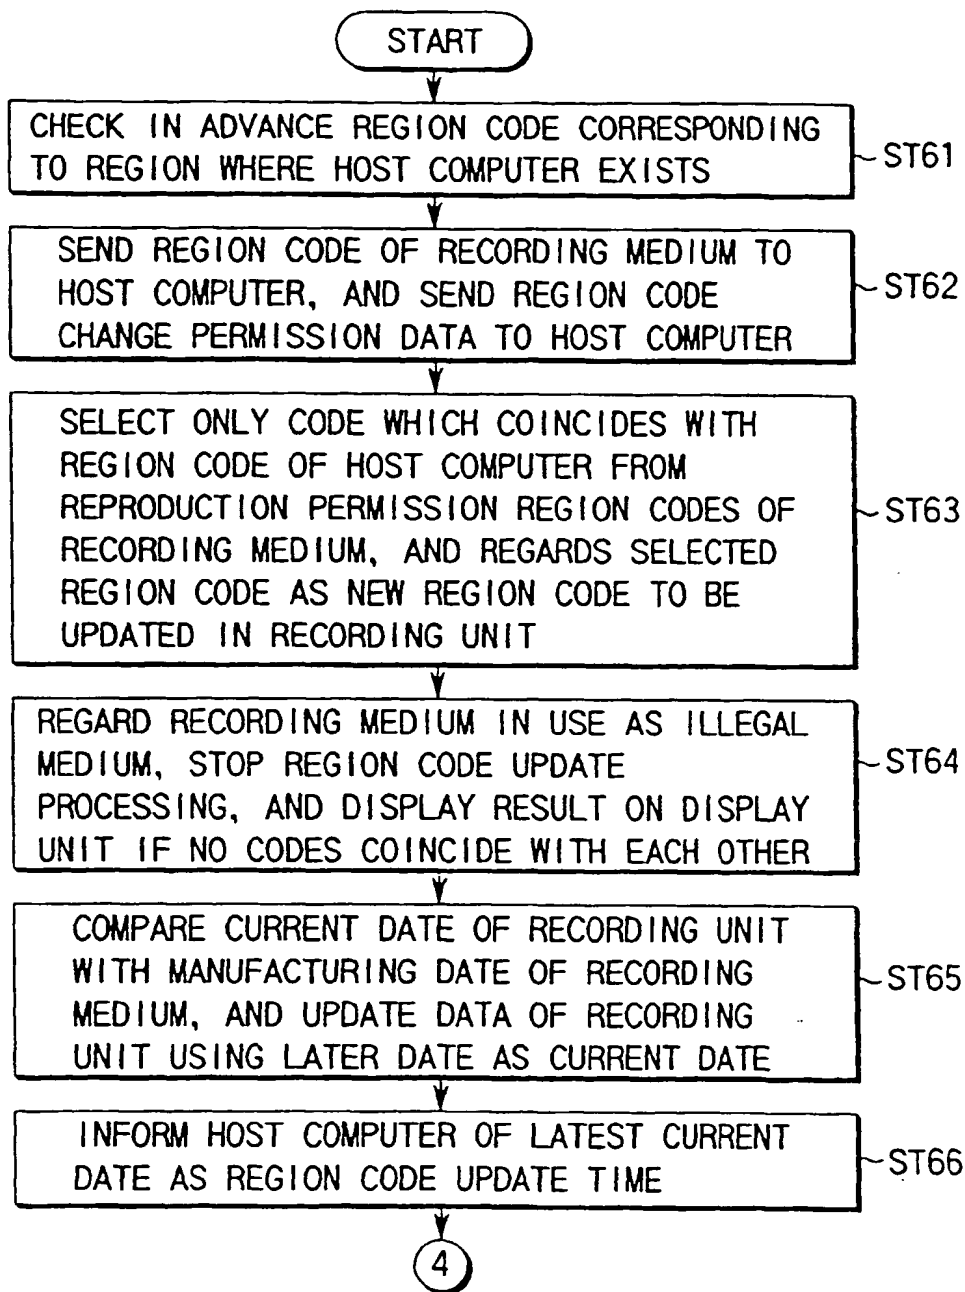 START
CHECK IN ADVANCE REGION CODE CORRESPONDING
TO REGION WHERE HOST COMPUTER EXISTS
ST61
SEND REGION CODE OF RECORDING MEDIUM TO
HOST COMPUTER, AND SEND REGION CODE
CHANGE PERMISSION DATA TO HOST COMPUTER
ST62
SELECT ONLY CODE WHICH COINCIDES WITH
REGION CODE OF HOST COMPUTER FROM
REPRODUCTION PERMISSION REGION CODES OF
RECORDING MEDIUM, AND REGARDS SELECTED
REGION CODE AS NEW REGION CODE TO BE
UPDATED IN RECORDING UNIT
ST63
REGARD RECORDING MEDIUM IN USE AS ILLEGAL
MEDIUM, STOP REGION CODE UPDATE
PROCESSING, AND DISPLAY RESULT ON DISPLAY
UNIT IF NO CODES COINCIDE WITH EACH OTHER
ST64
COMPARE CURRENT DATE OF RECORDING UNIT
WITH MANUFACTURING DATE OF RECORDING
MEDIUM, AND UPDATE DATA OF RECORDING
UNIT USING LATER DATE AS CURRENT DATE
ST65
INFORM HOST COMPUTER OF LATEST CURRENT
DATE AS REGION CODE UPDATE TIME
ST66
4